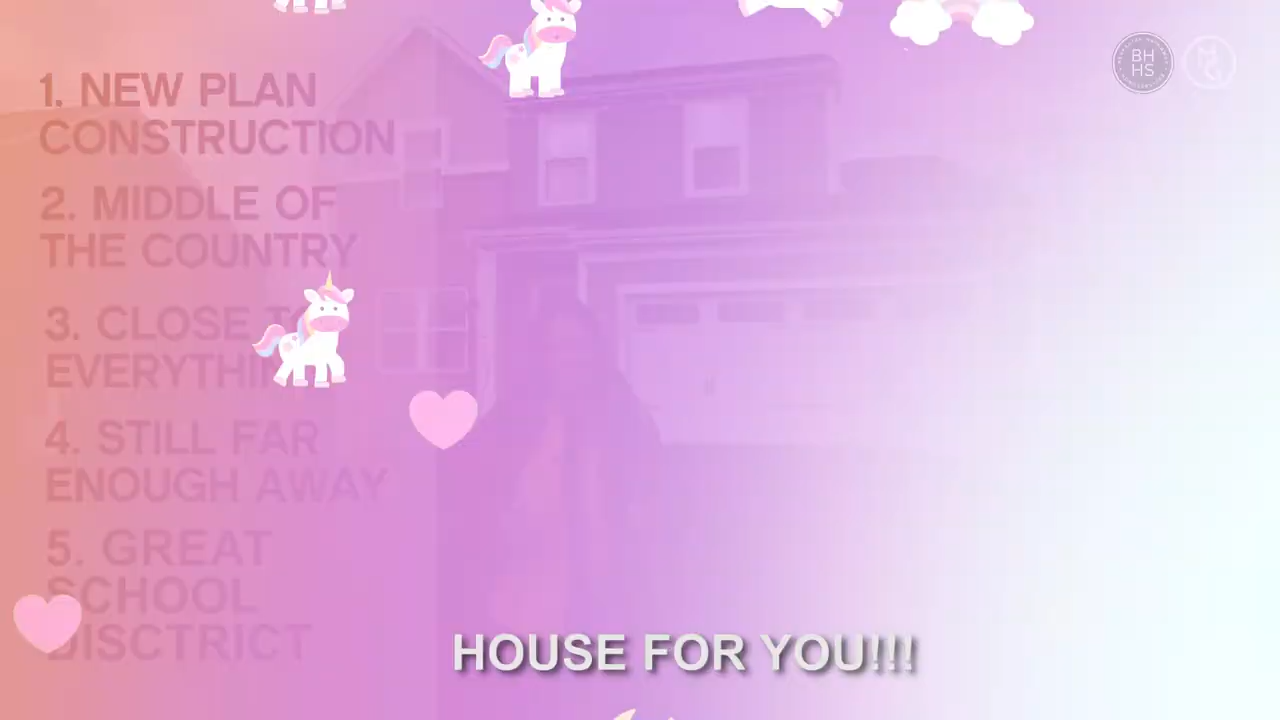 1. NEW PLAN
CONSTRUCTION
2. MIDDLE OF
THE COUNTRY
3. CLOSE TO
EVERYTHING
4. STILL FAR
ENOUGH AWAY
5. GREAT
SCHOOL
DISCTRICT
HOUSE FOR YOU!!!
BH
HS